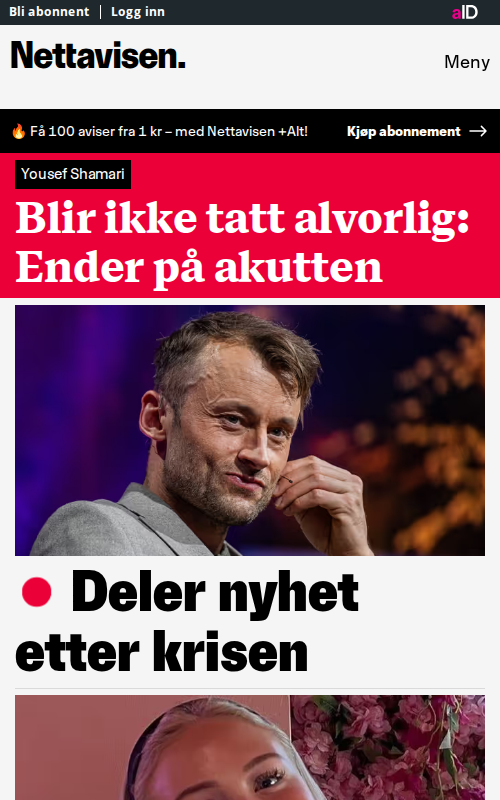 Bli abonnent
Logg inn
aID
Nettavisen.
Meny
🔥 Få 100 aviser fra 1 kr – med Nettavisen +Alt!
Kjøp abonnement →
Yousef Shamari
Blir ikke tatt alvorlig:
Ender på akutten
Deler nyhet
etter krisen